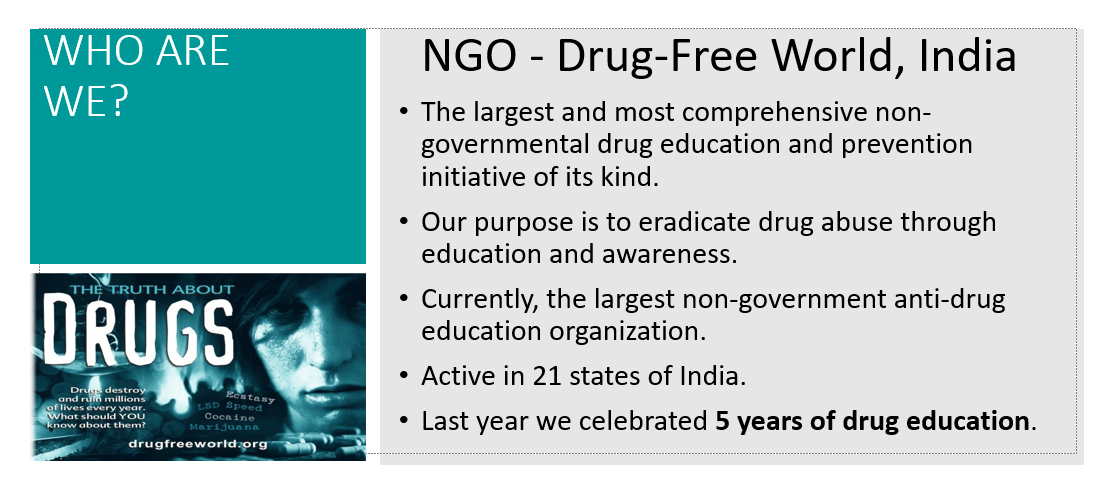 WHO ARE
WE?
NGO - Drug-Free World, India
• The largest and most comprehensive non-
governmental drug education and prevention
initiative of its kind.
• Our purpose is to eradicate drug abuse through
education and awareness.
• Currently, the largest non-government anti-drug
education organization.
• Active in 21 states of India.
• Last year we celebrated 5 years of drug education.
THE TRUTH ABOUT
DRUGS
Drugs destroy
and ruin millions
of lives every year.
What should YOU
know about them?
Ecstasy
LSD Speed
Cocaine
Marijuana
drugfreeworld.org